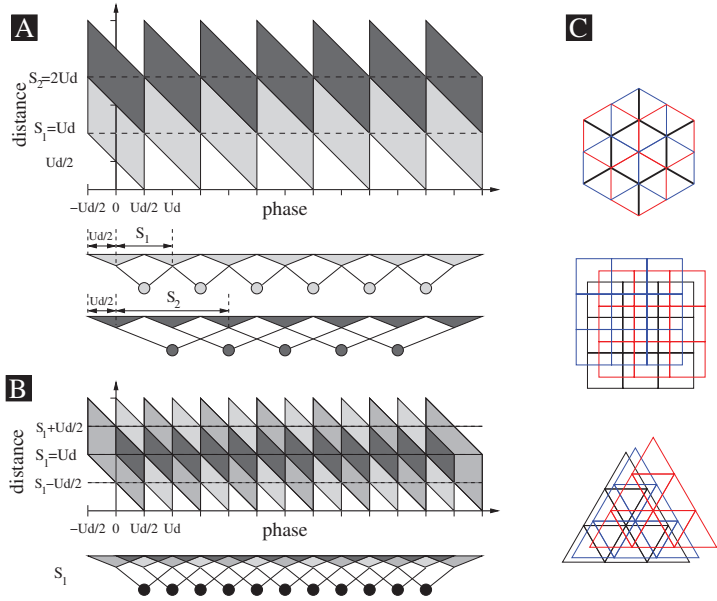 A
distance
S₂=2Ud
S₁=Ud
Ud/2
−Ud/2 0 Ud/2 Ud
phase
Ud/2 S₁
Ud/2 S₂
B
distance
S₁+Ud/2
S₁=Ud
S₁−Ud/2
−Ud/2 0 Ud/2 Ud
phase
S₁
C